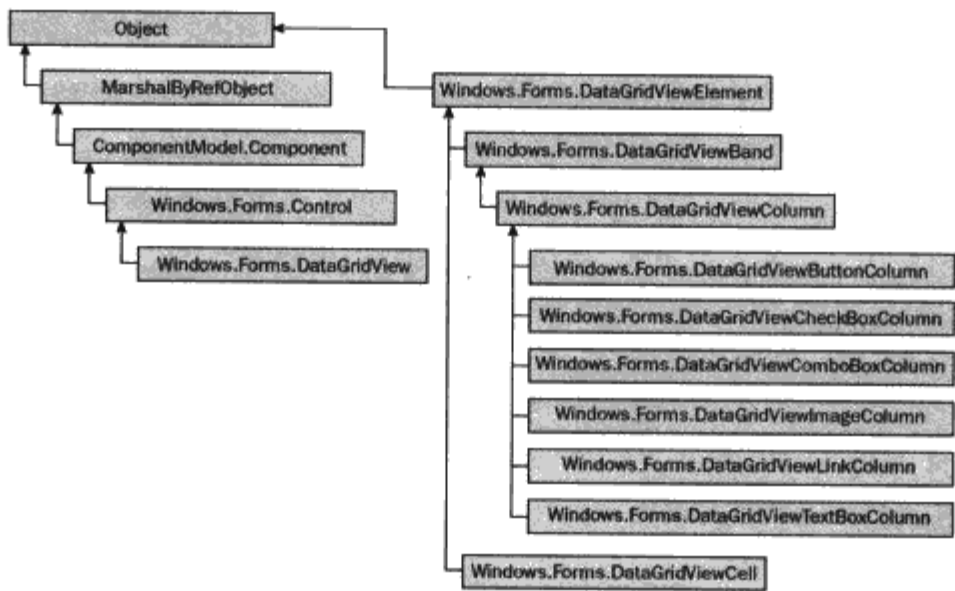 Object
MarshalByRefObject
ComponentModel.Component
Windows.Forms.Control
Windows.Forms.DataGridView
Windows.Forms.DataGridViewElement
Windows.Forms.DataGridViewBand
Windows.Forms.DataGridViewColumn
Windows.Forms.DataGridViewButtonColumn
Windows.Forms.DataGridViewCheckBoxColumn
Windows.Forms.DataGridViewComboBoxColumn
Windows.Forms.DataGridViewImageColumn
Windows.Forms.DataGridViewLinkColumn
Windows.Forms.DataGridViewTextBoxColumn
Windows.Forms.DataGridViewCell